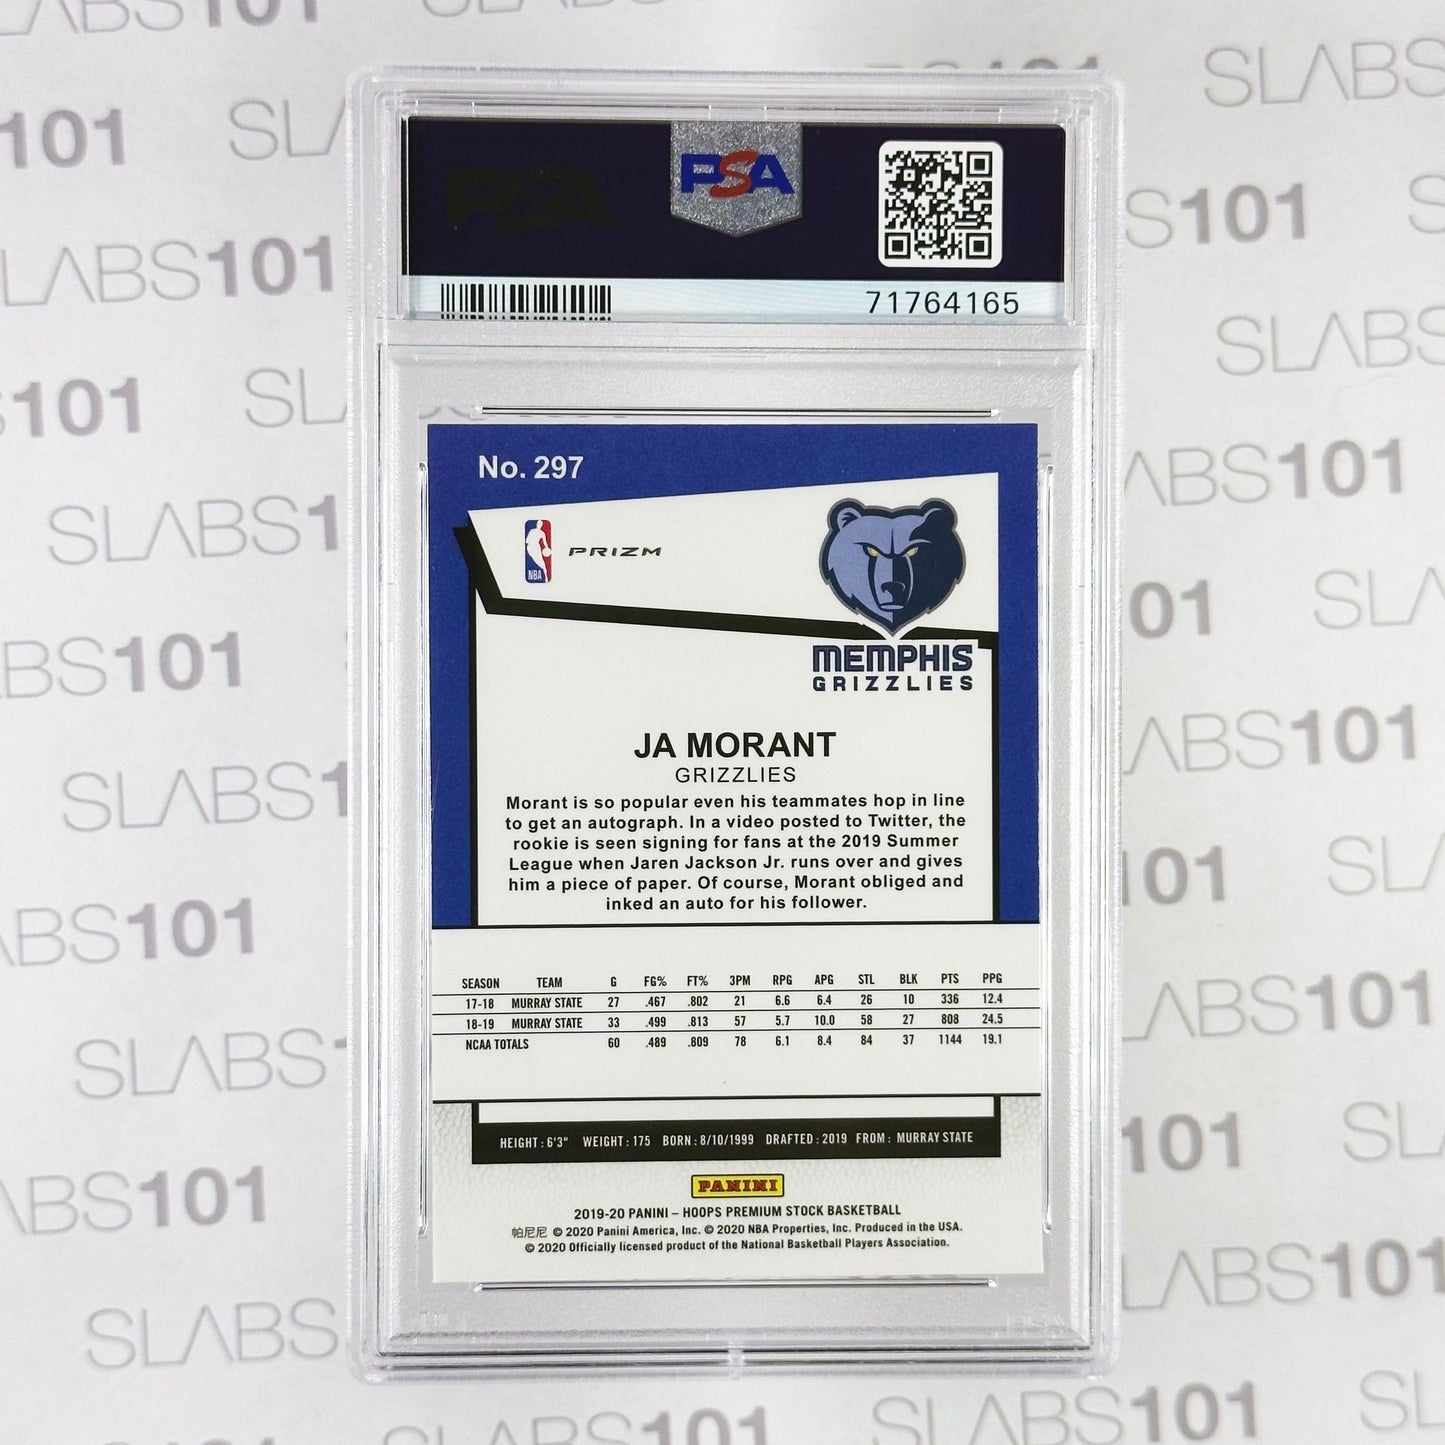 PSA
71764165
No. 297
NBA PRIZM
MEMPHIS
GRIZZLIES
JA MORANT
GRIZZLIES
Morant is so popular even his teammates hop in line
to get an autograph. In a video posted to Twitter, the
rookie is seen signing for fans at the 2019 Summer
League when Jaren Jackson Jr. runs over and gives
him a piece of paper. Of course, Morant obliged and
inked an auto for his follower.
SEASON TEAM G FG% FT% 3PM RPG APG STL BLK PTS PPG
17-18 MURRAY STATE 27 .467 .802 21 6.6 6.4 26 10 336 12.4
18-19 MURRAY STATE 33 .499 .813 57 5.7 10.0 58 27 808 24.5
NCAA TOTALS 60 .489 .809 78 6.1 8.4 84 37 1144 19.1
HEIGHT: 6'3" WEIGHT: 175 BORN: 8/10/1999 DRAFTED: 2019 FROM: MURRAY STATE
PANINI
2019-20 PANINI – HOOPS PREMIUM STOCK BASKETBALL
帕尼尼 © 2020 Panini America, Inc. © 2020 NBA Properties, Inc. Produced in the USA.
© 2020 Officially licensed product of the National Basketball Players Association.
SLABS101